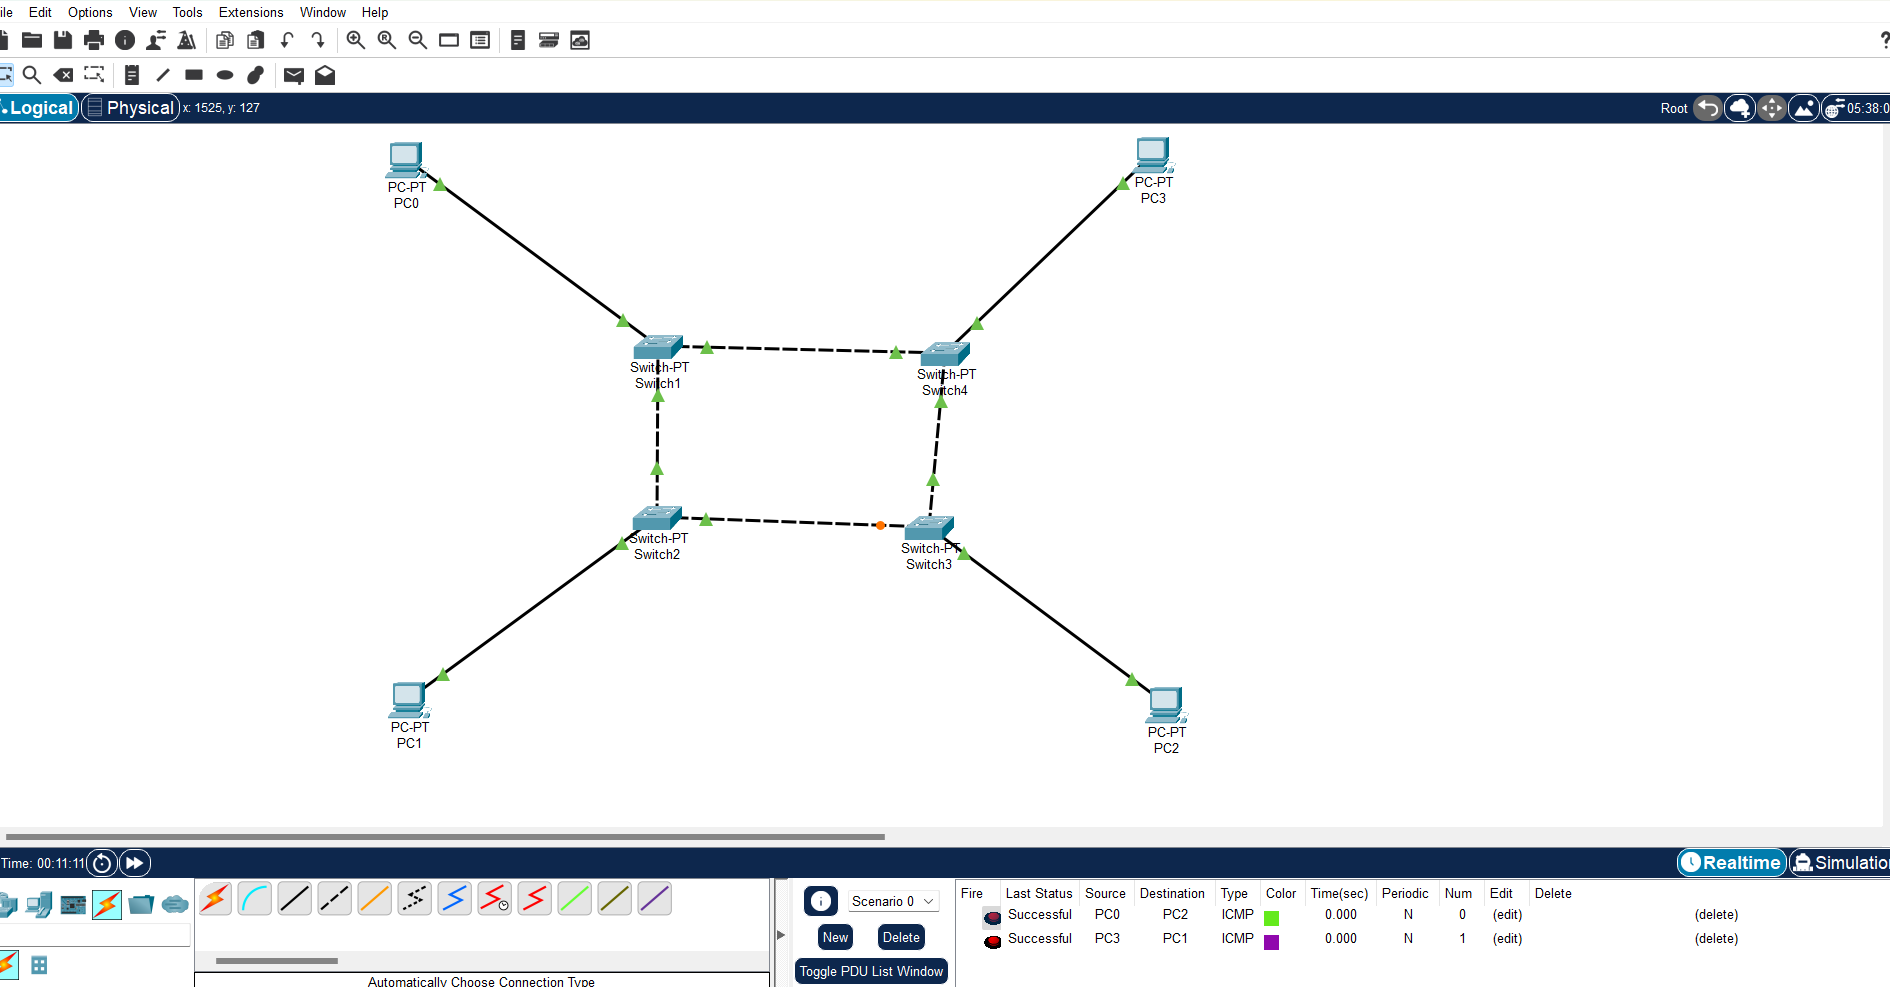 ile Edit Options View Tools Extensions Window Help
Logical Physical x: 1525, y: 127 Root 05:38:0
PC-PT
PC0
PC-PT
PC3
Switch-PT
Switch1
Switch-PT
Switch4
Switch-PT
Switch2
Switch-PT
Switch3
PC-PT
PC1
PC-PT
PC2
Time: 00:11:11 Realtime Simulatio
Scenario 0
New Delete
Toggle PDU List Window
Fire Last Status Source Destination Type Color Time(sec) Periodic Num Edit Delete
Successful PC0 PC2 ICMP 0.000 N 0 (edit) (delete)
Successful PC3 PC1 ICMP 0.000 N 1 (edit) (delete)
Automatically Choose Connection Type